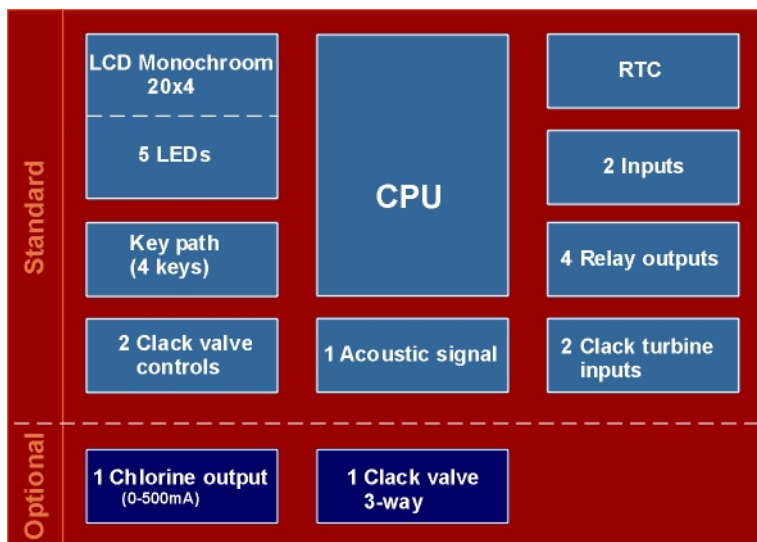 Standard
LCD Monochroom
20x4
5 LEDs
Key path
(4 keys)
2 Clack valve
controls
CPU
1 Acoustic signal
RTC
2 Inputs
4 Relay outputs
2 Clack turbine
inputs
Optional
1 Chlorine output
(0-500mA)
1 Clack valve
3-way